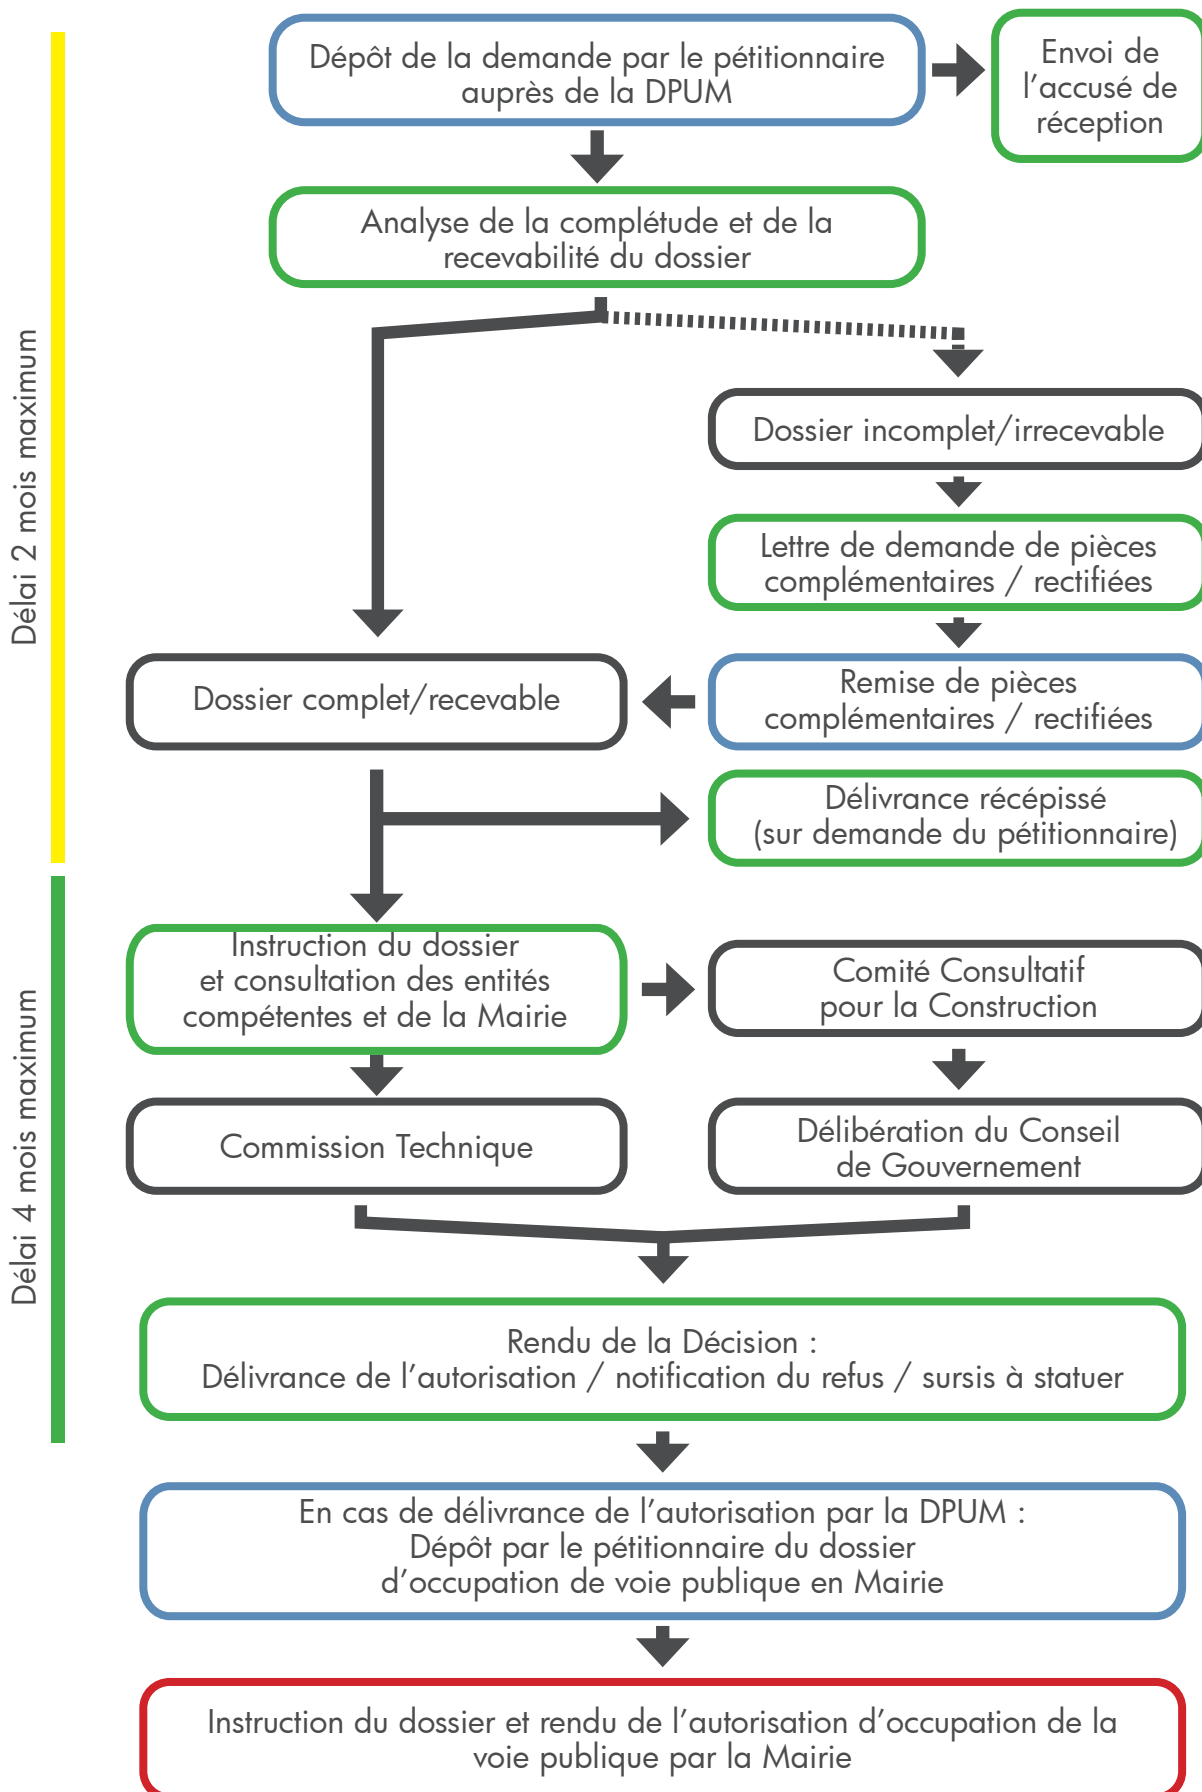 Dépôt de la demande par le pétitionnaire
auprès de la DPUM
Envoi de
l’accusé de
réception
Analyse de la complétude et de la
recevabilité du dossier
Délai 2 mois maximum
Dossier incomplet/irrecevable
Lettre de demande de pièces
complémentaires / rectifiées
Dossier complet/recevable
Remise de pièces
complémentaires / rectifiées
Délivrance récépissé
(sur demande du pétitionnaire)
Délai 4 mois maximum
Instruction du dossier
et consultation des entités
compétentes et de la Mairie
Comité Consultatif
pour la Construction
Commission Technique
Délibération du Conseil
de Gouvernement
Rendu de la Décision :
Délivrance de l’autorisation / notification du refus / sursis à statuer
En cas de délivrance de l’autorisation par la DPUM :
Dépôt par le pétitionnaire du dossier
d’occupation de voie publique en Mairie
Instruction du dossier et rendu de l’autorisation d’occupation de la
voie publique par la Mairie